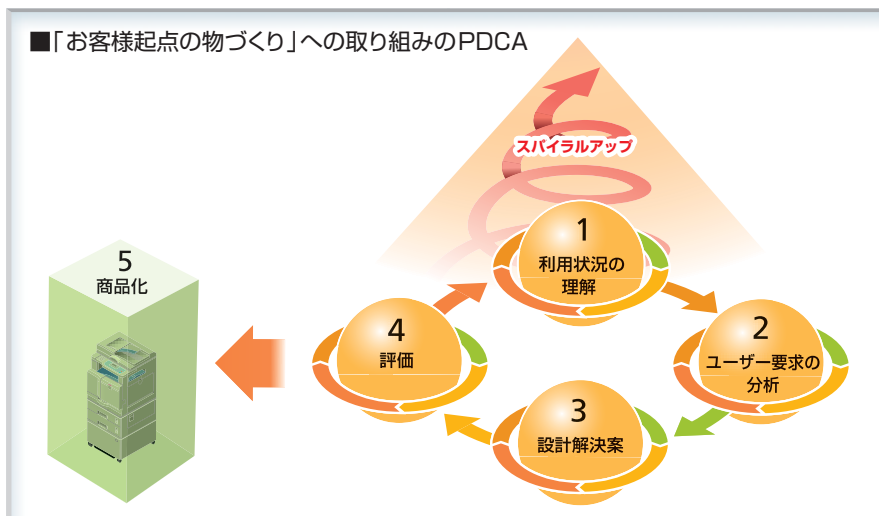 ■「お客様起点の物づくり」への取り組みのPDCA
スパイラルアップ
1
利用状況の
理解
2
ユーザー要求の
分析
3
設計解決案
4
評価
5
商品化